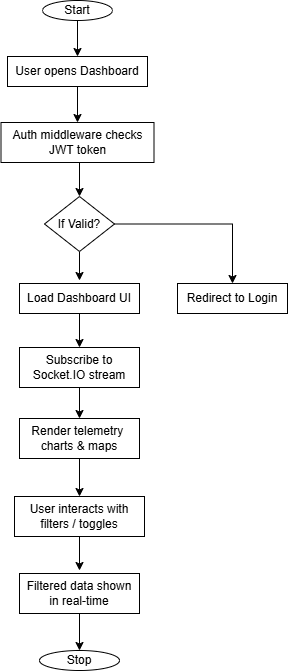 Start
User opens Dashboard
Auth middleware checks
JWT token
If Valid?
Load Dashboard UI
Redirect to Login
Subscribe to
Socket.IO stream
Render telemetry
charts & maps
User interacts with
filters / toggles
Filtered data shown
in real-time
Stop